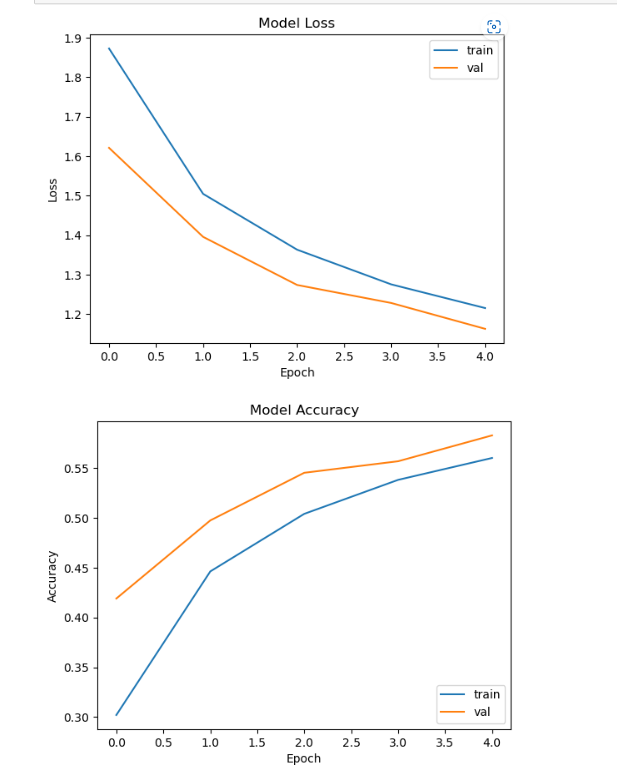 Model Loss
1.9
1.8
1.7
1.6
1.5
1.4
1.3
1.2
Loss
train
val
0.0 0.5 1.0 1.5 2.0 2.5 3.0 3.5 4.0
Epoch
Model Accuracy
0.55
0.50
0.45
0.40
0.35
0.30
Accuracy
train
val
0.0 0.5 1.0 1.5 2.0 2.5 3.0 3.5 4.0
Epoch